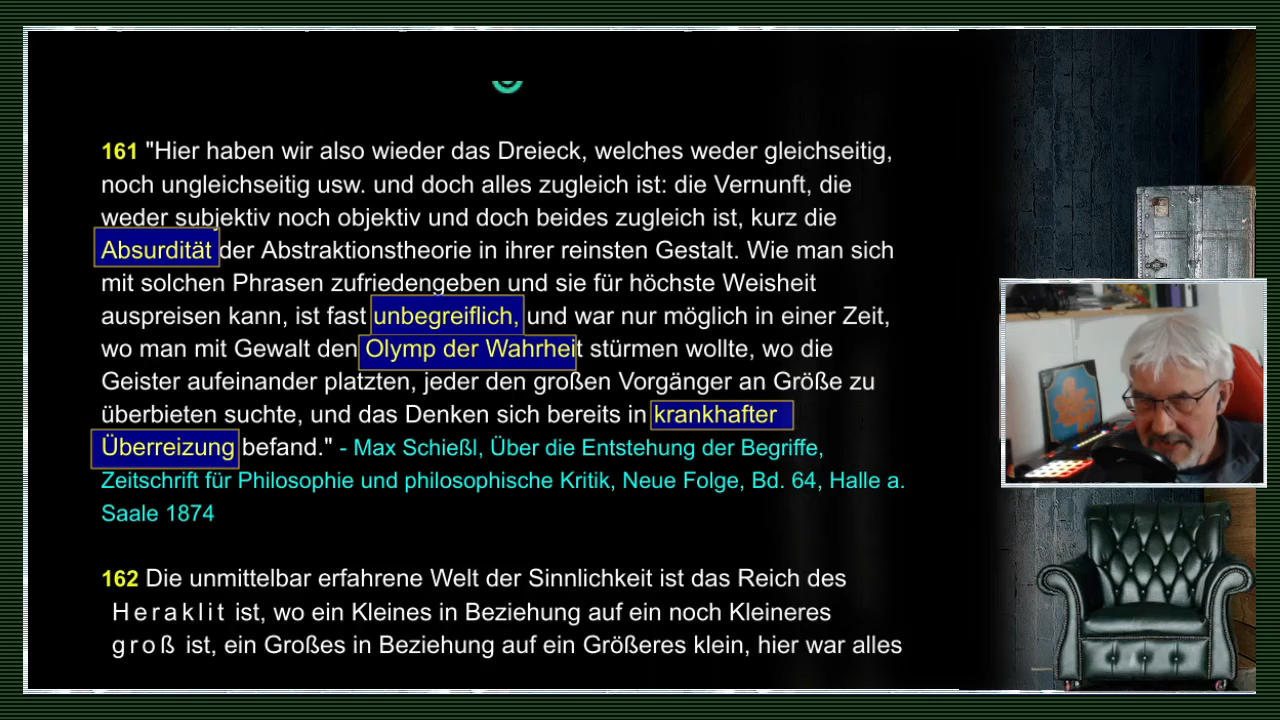 161 "Hier haben wir also wieder das Dreieck, welches weder gleichseitig,
noch ungleichseitig usw. und doch alles zugleich ist: die Vernunft, die
weder subjektiv noch objektiv und doch beides zugleich ist, kurz die
Absurdität der Abstraktionstheorie in ihrer reinsten Gestalt. Wie man sich
mit solchen Phrasen zufriedengeben und sie für höchste Weisheit
auspreisen kann, ist fast unbegreiflich, und war nur möglich in einer Zeit,
wo man mit Gewalt den Olymp der Wahrheit stürmen wollte, wo die
Geister aufeinander platzten, jeder den großen Vorgänger an Größe zu
überbieten suchte, und das Denken sich bereits in krankhafter
Überreizung befand." - Max Schießl, Über die Entstehung der Begriffe,
Zeitschrift für Philosophie und philosophische Kritik, Neue Folge, Bd. 64, Halle a.
Saale 1874
162 Die unmittelbar erfahrene Welt der Sinnlichkeit ist das Reich des
Heraklit ist, wo ein Kleines in Beziehung auf ein noch Kleineres
groß ist, ein Großes in Beziehung auf ein Größeres klein, hier war alles